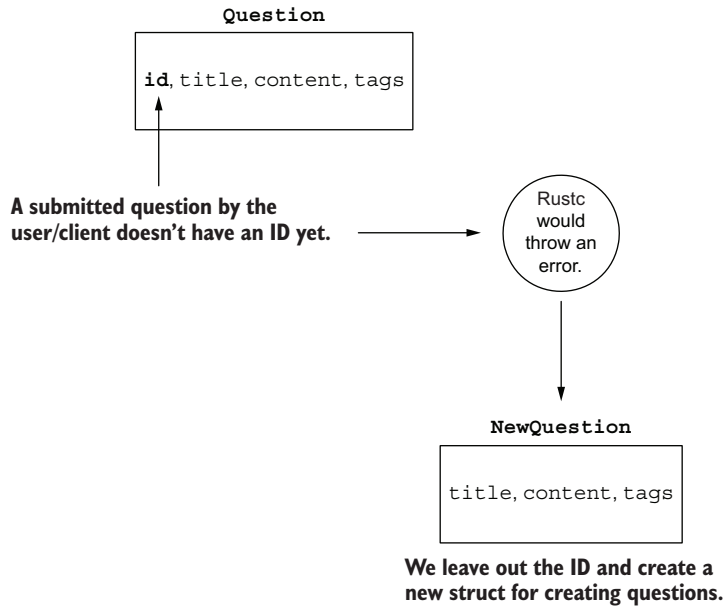 Question
id, title, content, tags
A submitted question by the
user/client doesn't have an ID yet.
Rustc
would
throw an
error.
NewQuestion
title, content, tags
We leave out the ID and create a
new struct for creating questions.